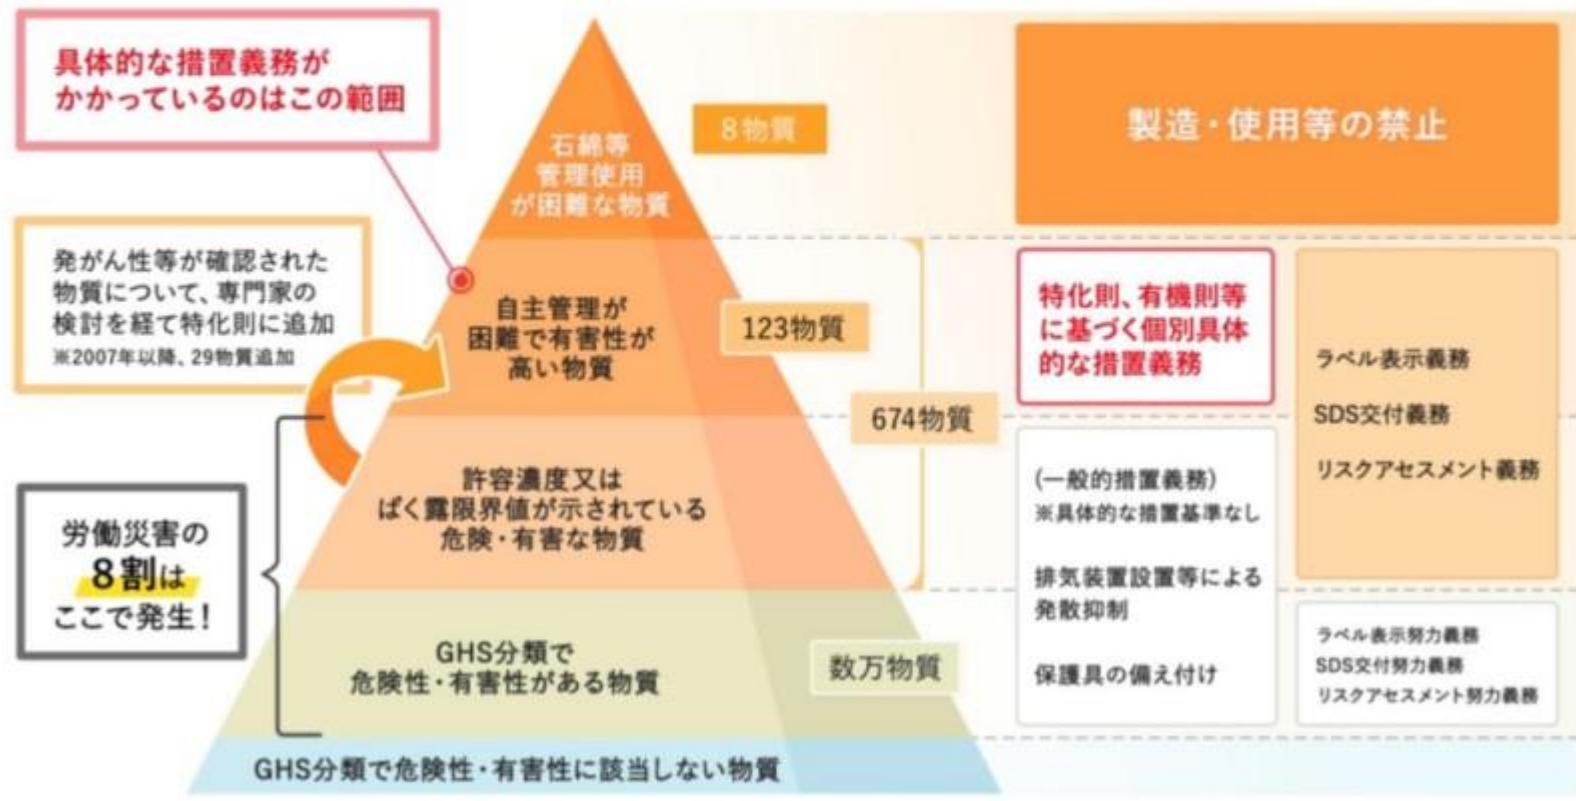 具体的な措置義務が
かかっているのはこの範囲
石綿等
管理使用
が困難な物質
8物質
製造・使用等の禁止
発がん性等が確認された
物質について、専門家の
検討を経て特化則に追加
※2007年以降、29物質追加
自主管理が
困難で有害性が
高い物質
123物質
特化則、有機則等
に基づく個別具体
的な措置義務
ラベル表示義務
SDS交付義務
リスクアセスメント義務
674物質
労働災害の
8割は
ここで発生!
許容濃度又は
ばく露限界値が示されている
危険・有害な物質
(一般的措置義務)
※具体的な措置基準なし
排気装置設置等による
発散抑制
保護具の備え付け
GHS分類で
危険性・有害性がある物質
数万物質
ラベル表示努力義務
SDS交付努力義務
リスクアセスメント努力義務
GHS分類で危険性・有害性に該当しない物質